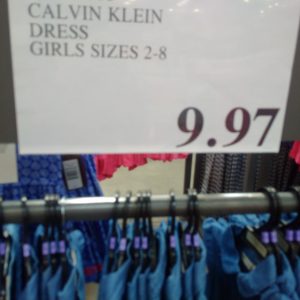 CALVIN KLEIN
DRESS
GIRLS SIZES 2-8
9.97